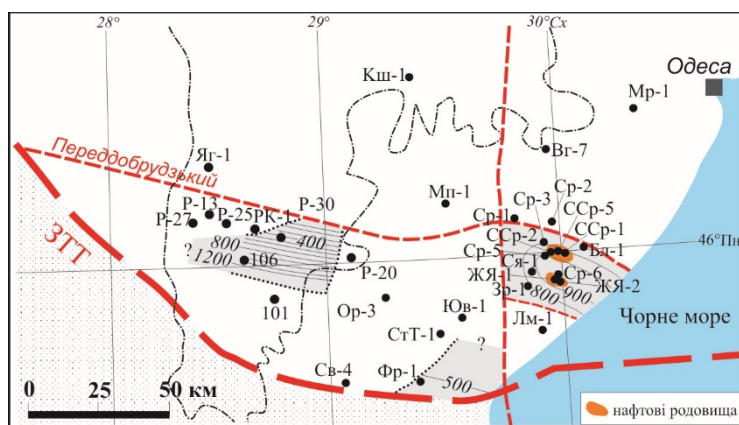 28°
29°
30°Сх
Кш-1
Одеса
Мр-1
Яг-1
Вг-7
Переддобрудзький
Р-30
Мп-1
Ср-2
Ср-3
Р-13
Р-25
РК-1
Ср-1
ССр-5
Р-27
ССр-1
ССр-2
Бл-1
46°Пн
ЗТТ
?
800
400
Ср-5
1200
106
Р-20
Ся-1
Ср-6
ЖЯ-1
ЖЯ-2
Зр-1
800
900
101
Ор-3
Юв-1
Лм-1
Чорне море
СтТ-1
?
Св-4
Фр-1
500
0 25 50 км
нафтові родовища